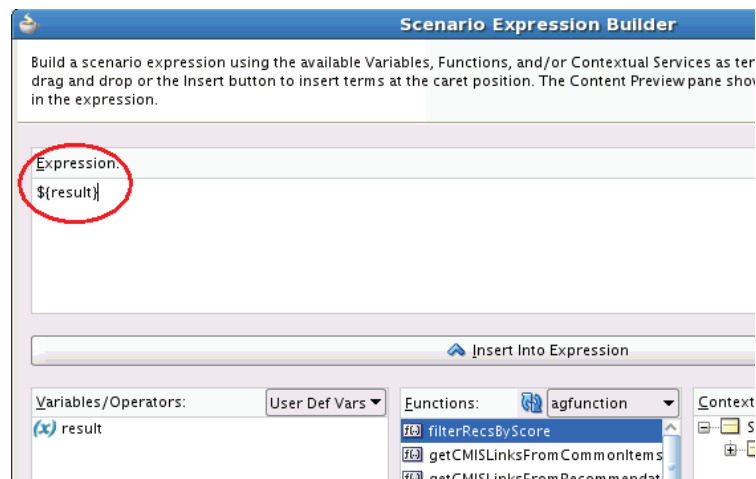 Scenario Expression Builder
Build a scenario expression using the available Variables, Functions, and/or Contextual Services as ter
drag and drop or the Insert button to insert terms at the caret position. The Content Preview pane shov
in the expression.
Expression:
${result}
Insert Into Expression
Variables/Operators: User Def Vars Functions: agfunction Context
(x) result
f(.) filterRecsByScore S
f(.) getCMISLinksFromCommonItems
f(.) getCMISLinksFromRecommendat